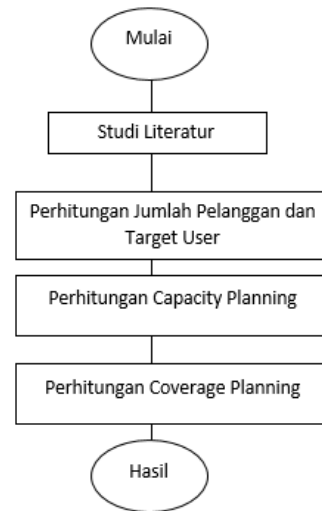 Mulai
Studi Literatur
Perhitungan Jumlah Pelanggan dan
Target User
Perhitungan Capacity Planning
Perhitungan Coverage Planning
Hasil